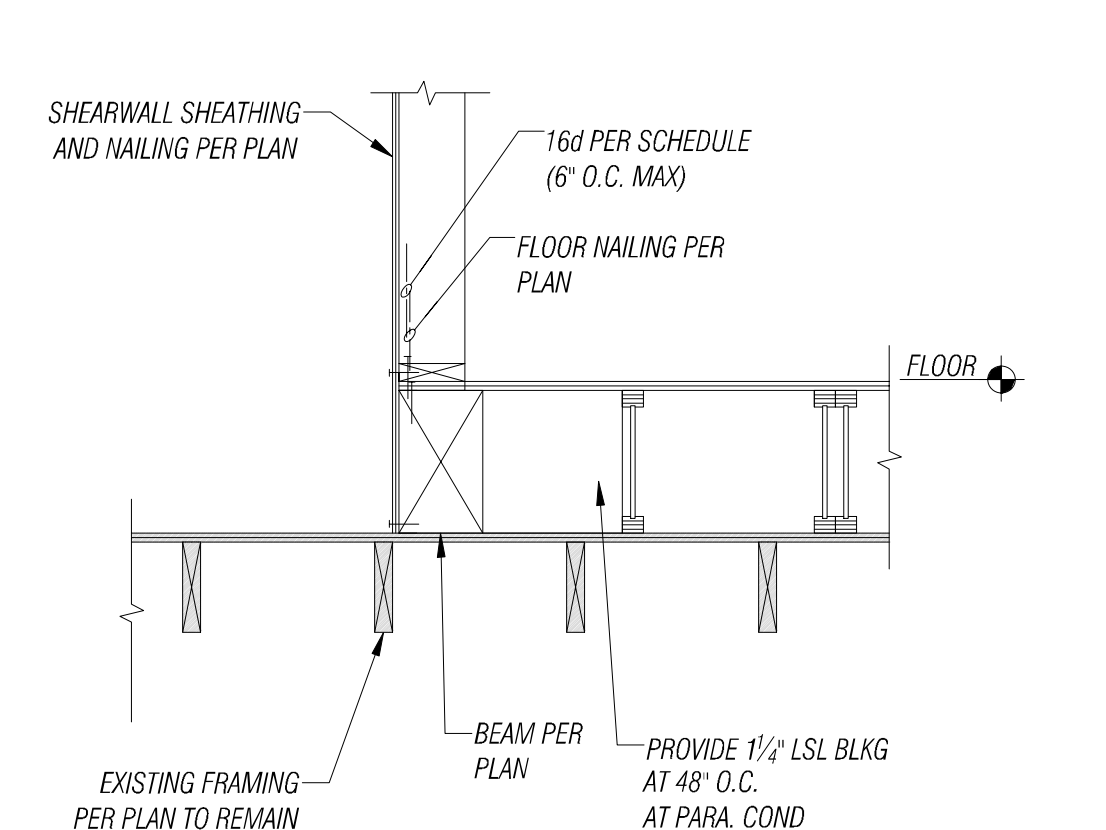 SHEARWALL SHEATHING
AND NAILING PER PLAN
16d PER SCHEDULE
(6" O.C. MAX)
FLOOR NAILING PER
PLAN
FLOOR
BEAM PER
PLAN
PROVIDE 1¼" LSL BLKG
AT 48" O.C.
AT PARA. COND
EXISTING FRAMING
PER PLAN TO REMAIN